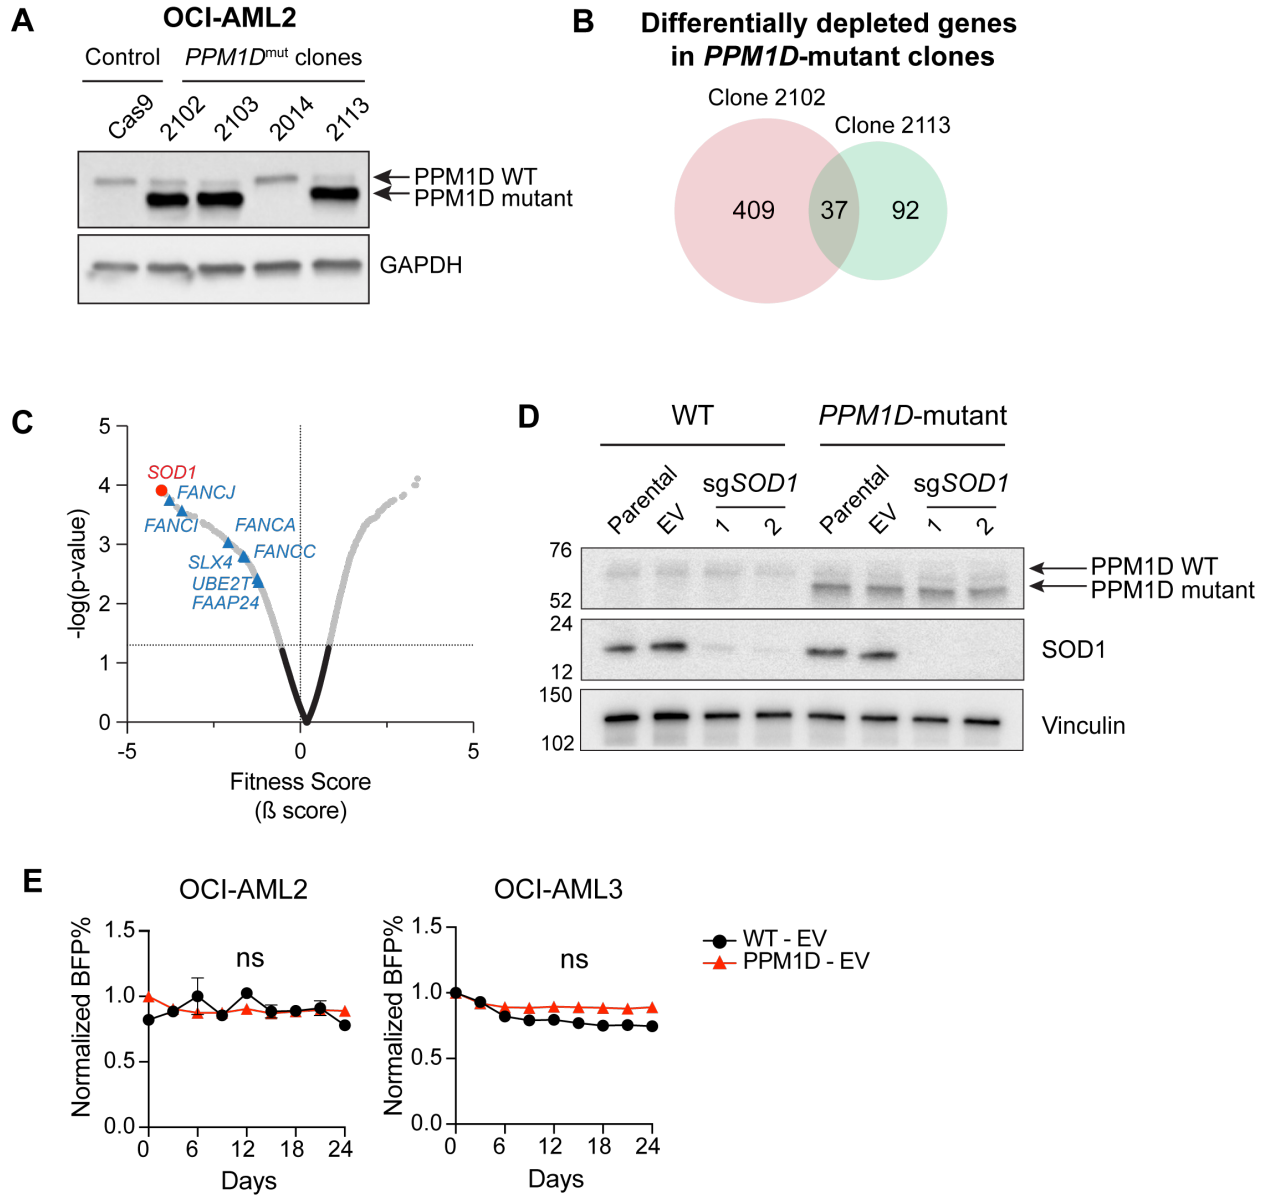 A
OCI-AML2
Control
PPM1Dmut clones
Cas9
2102
2103
2014
2113
PPM1D WT
PPM1D mutant
GAPDH
B
Differentially depleted genes
in PPM1D-mutant clones
Clone 2102
Clone 2113
409
37
92
C
5
4
3
2
1
0
-log(p-value)
SOD1
FANCJ
FANCI
FANCA
FANCC
SLX4
UBE2T
FAAP24
-5
0
5
Fitness Score
(ß score)
D
WT
PPM1D-mutant
Parental
EV
sgSOD1
1
2
Parental
EV
sgSOD1
1
2
76
52
PPM1D WT
PPM1D mutant
24
12
SOD1
150
102
Vinculin
E
OCI-AML2
Normalized BFP%
1.5
1.0
0.5
0.0
ns
0
6
12
18
24
Days
OCI-AML3
Normalized BFP%
1.5
1.0
0.5
0.0
ns
0
6
12
18
24
Days
WT - EV
PPM1D - EV